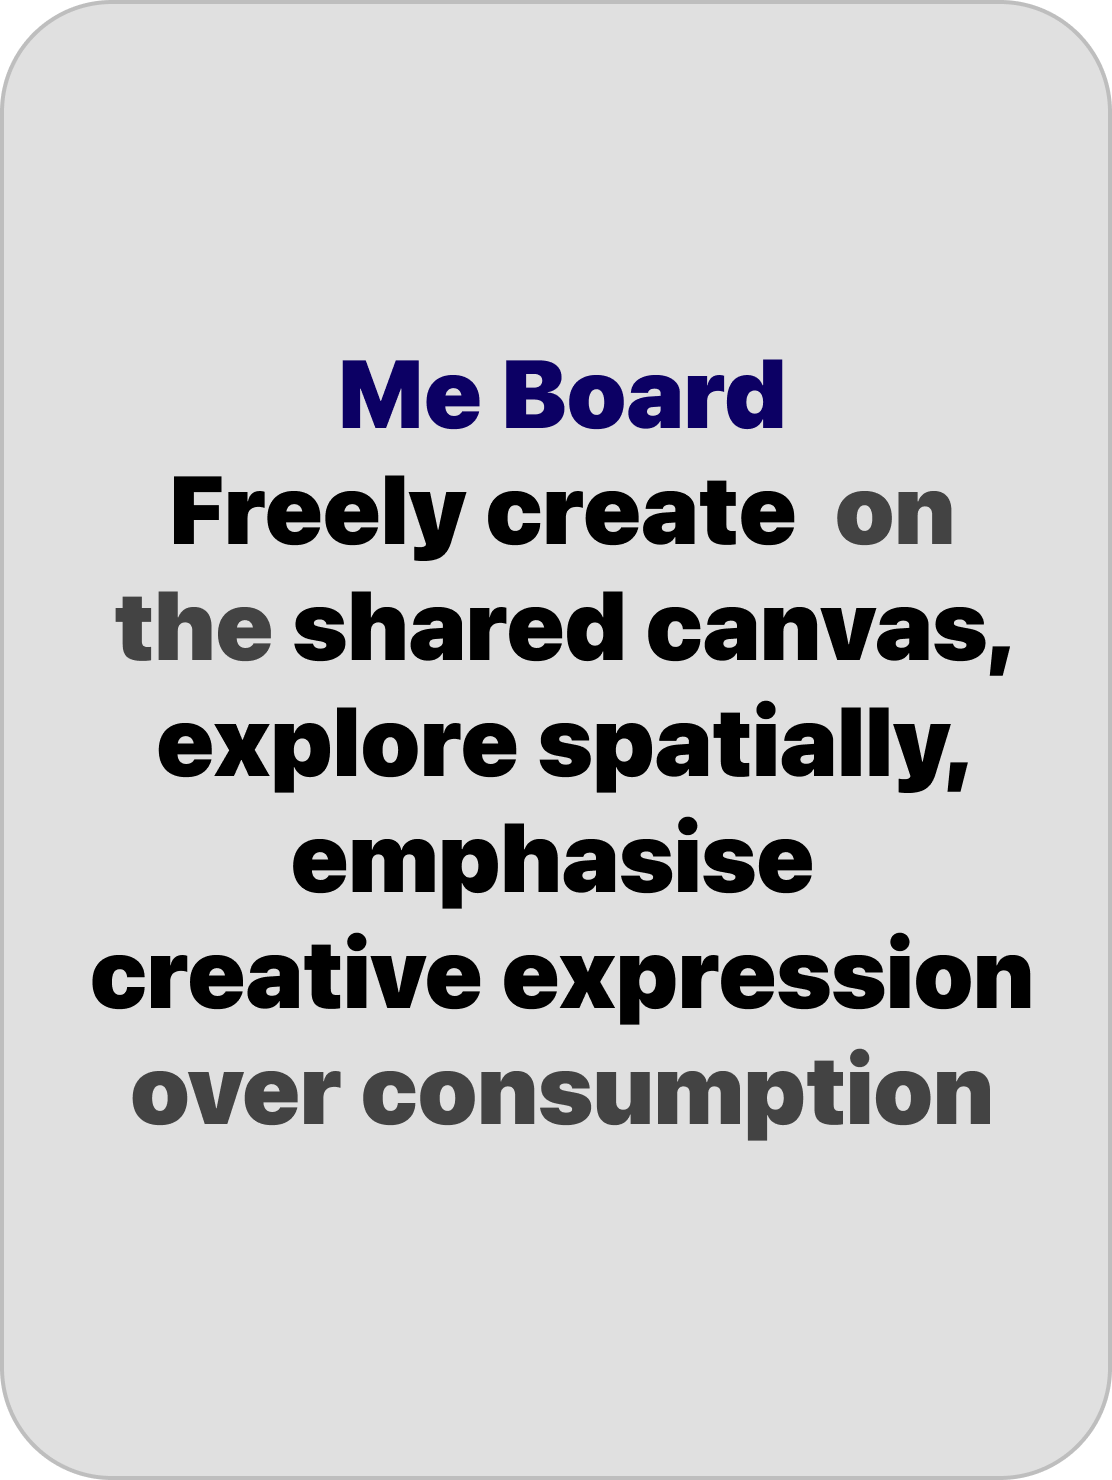 Me Board
Freely create on
the shared canvas,
explore spatially,
emphasise
creative expression
over consumption